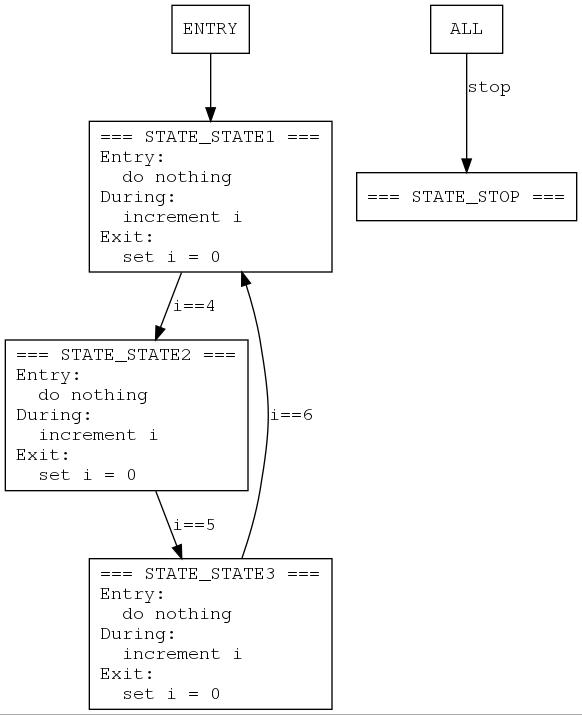 ENTRY
ALL
stop
=== STATE_STATE1 ===
Entry:
do nothing
During:
increment i
Exit:
set i = 0
=== STATE_STOP ===
i==4
=== STATE_STATE2 ===
Entry:
do nothing
During:
increment i
Exit:
set i = 0
i==6
i==5
=== STATE_STATE3 ===
Entry:
do nothing
During:
increment i
Exit:
set i = 0